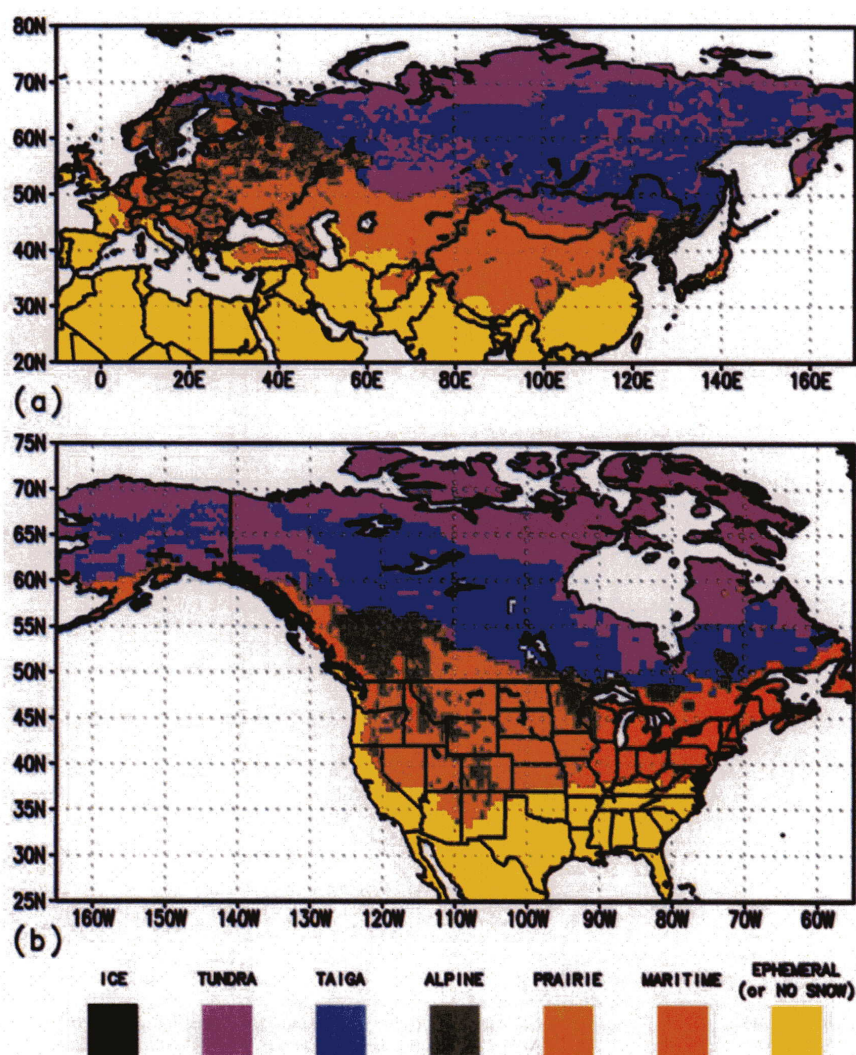 80N
70N
60N
50N
40N
30N
20N
0 20E 40E 60E 80E 100E 120E 140E 160E
(a)
75N
70N
65N
60N
55N
50N
45N
40N
35N
30N
25N
160W 150W 140W 130W 120W 110W 100W 90W 80W 70W 60W
(b)
ICE TUNDRA TAIGA ALPINE PRAIRIE MARITIME EPHEMERAL
(or NO SNOW)